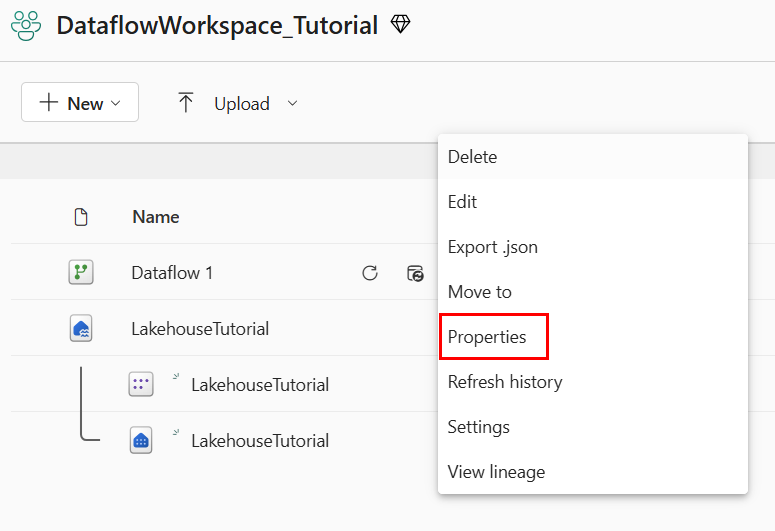 DataflowWorkspace_Tutorial
New
Upload
Name
Dataflow 1
LakehouseTutorial
LakehouseTutorial
LakehouseTutorial
Delete
Edit
Export .json
Move to
Properties
Refresh history
Settings
View lineage